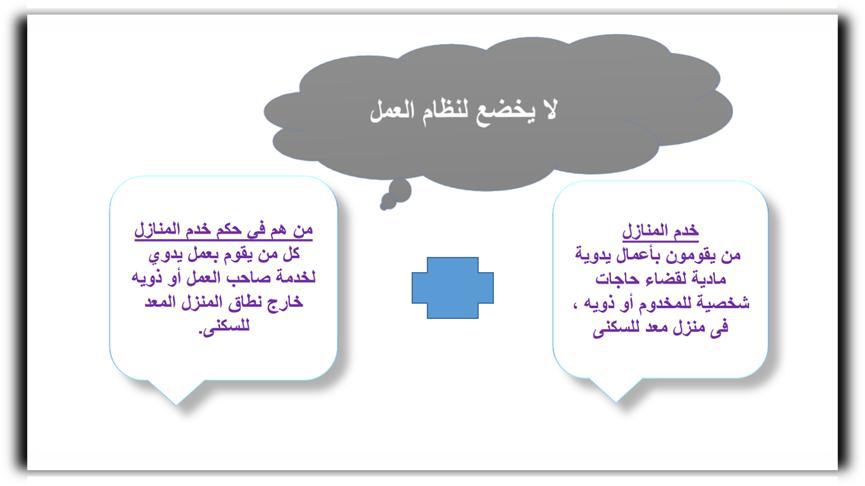 لا يخضع لنظام العمل
خدم المنازل
من يقومون بأعمال يدوية
مادية لقضاء حاجات
شخصية للمخدوم أو ذويه ،
فى منزل معد للسكنى
من هم في حكم خدم المنازل
كل من يقوم بعمل يدوي
لخدمة صاحب العمل أو ذويه
خارج نطاق المنزل المعد
للسكنى.